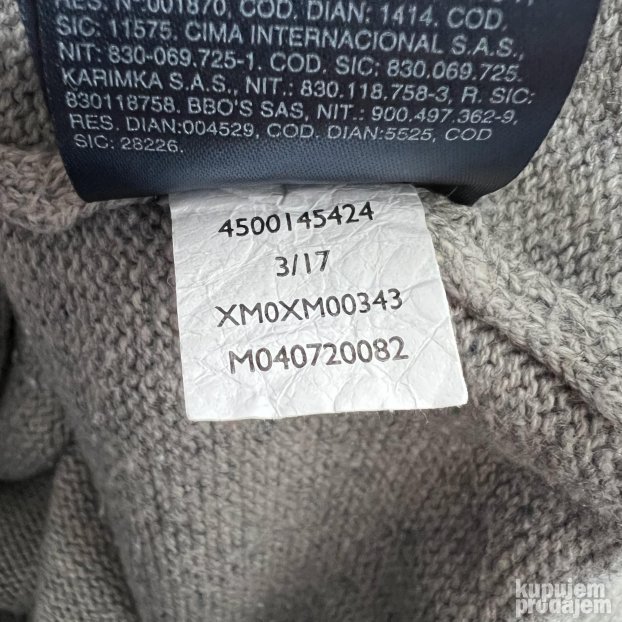 RES. Nº.001870, COD. DIAN: 1414. COD.
SIC: 11575. CIMA INTERNACIONAL S.A.S.,
NIT: 830-069.725-1. COD. SIC: 830.069.725.
KARIMKA S.A.S., NIT.: 830.118.758-3, R. SIC:
830118758. BBO'S SAS, NIT.: 900.497.362-9,
RES. DIAN:004529, COD. DIAN:5525, COD
SIC: 28226.
4500145424
3/17
XM0XM00343
M040720082
kupujem
prodajem